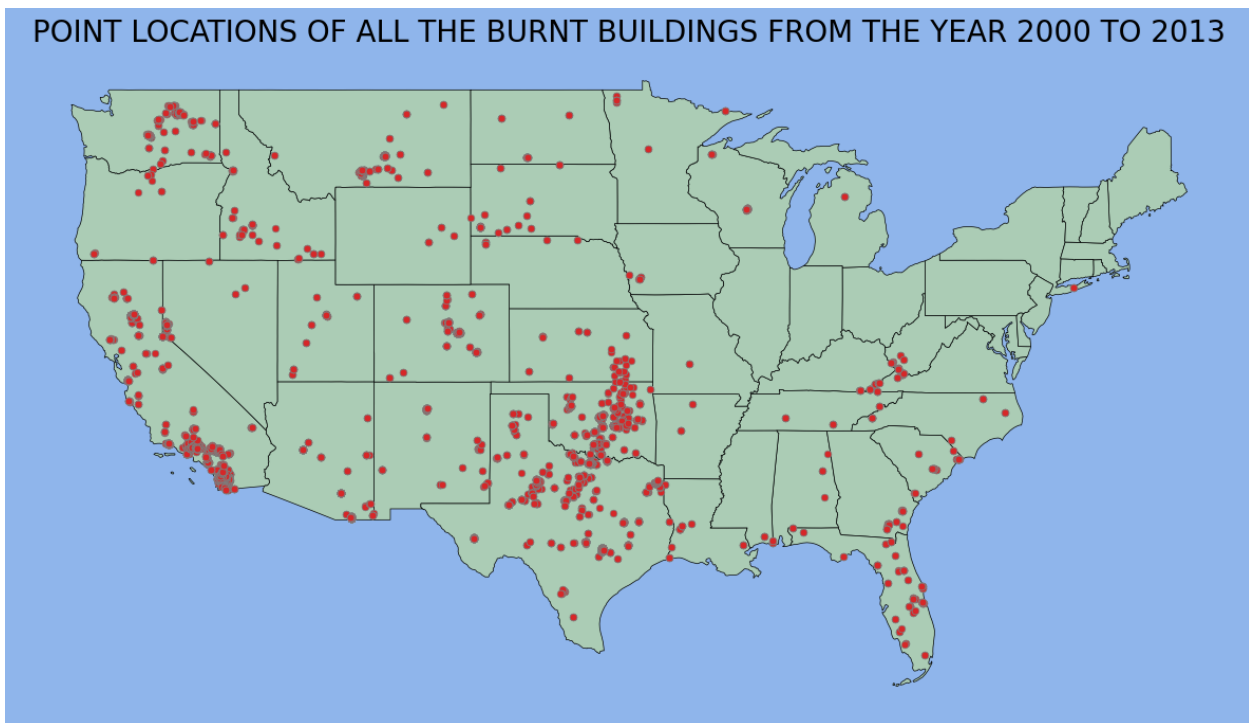 POINT LOCATIONS OF ALL THE BURNT BUILDINGS FROM THE YEAR 2000 TO 2013